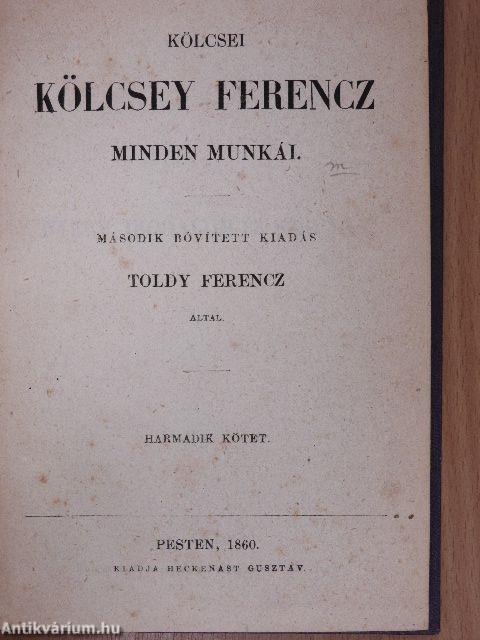 KÖLCSEI
KÖLCSEY FERENCZ
MINDEN MUNKÁI.
m
MÁSODIK BŐVÍTETT KIADÁS
TOLDY FERENCZ
ÁLTAL.
HARMADIK KÖTET.
PESTEN, 1860.
KIADJA HECKENAST GUSZTÁV.
Antikvárium.hu